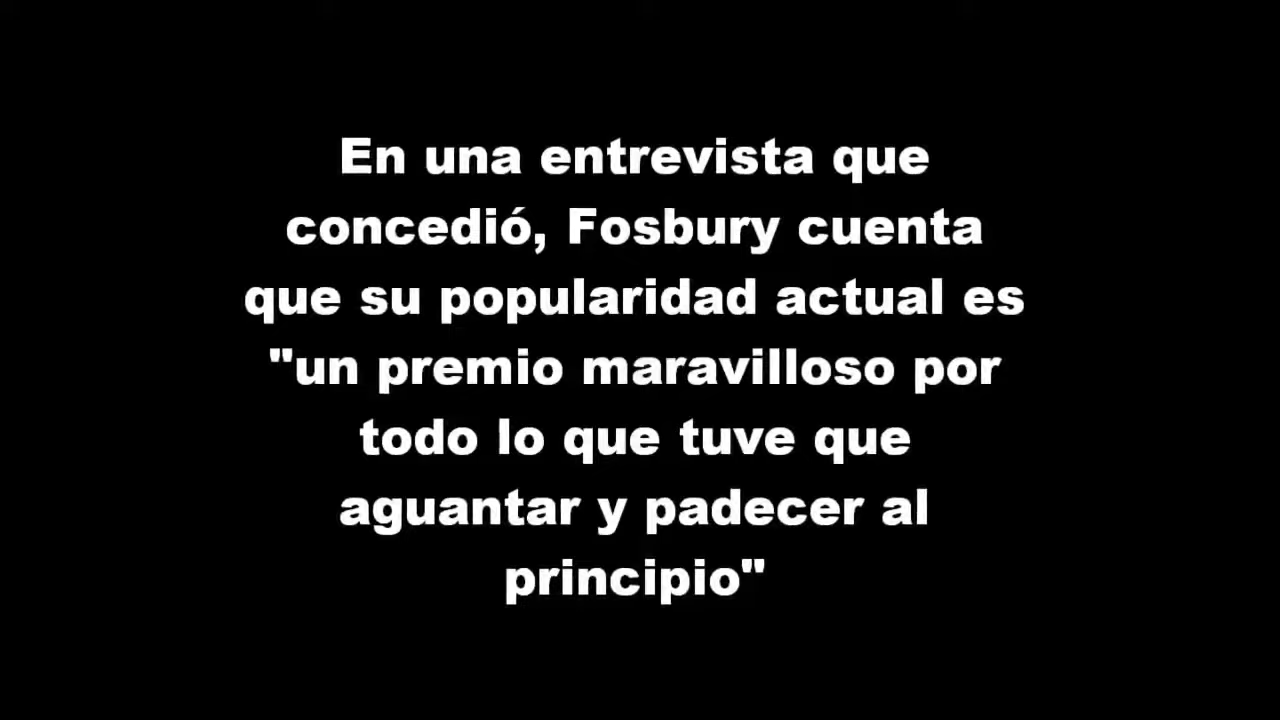 En una entrevista que
concedió, Fosbury cuenta
que su popularidad actual es
"un premio maravilloso por
todo lo que tuve que
aguantar y padecer al
principio"